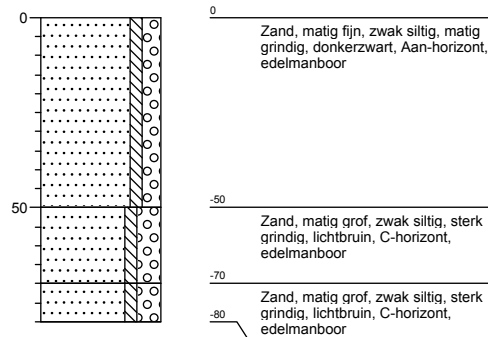 0
0
Zand, matig fijn, zwak siltig, matig
grindig, donkerzwart, Aan-horizont,
edelmanboor
50
-50
Zand, matig grof, zwak siltig, sterk
grindig, lichtbruin, C-horizont,
edelmanboor
-70
Zand, matig grof, zwak siltig, sterk
grindig, lichtbruin, C-horizont,
edelmanboor
-80